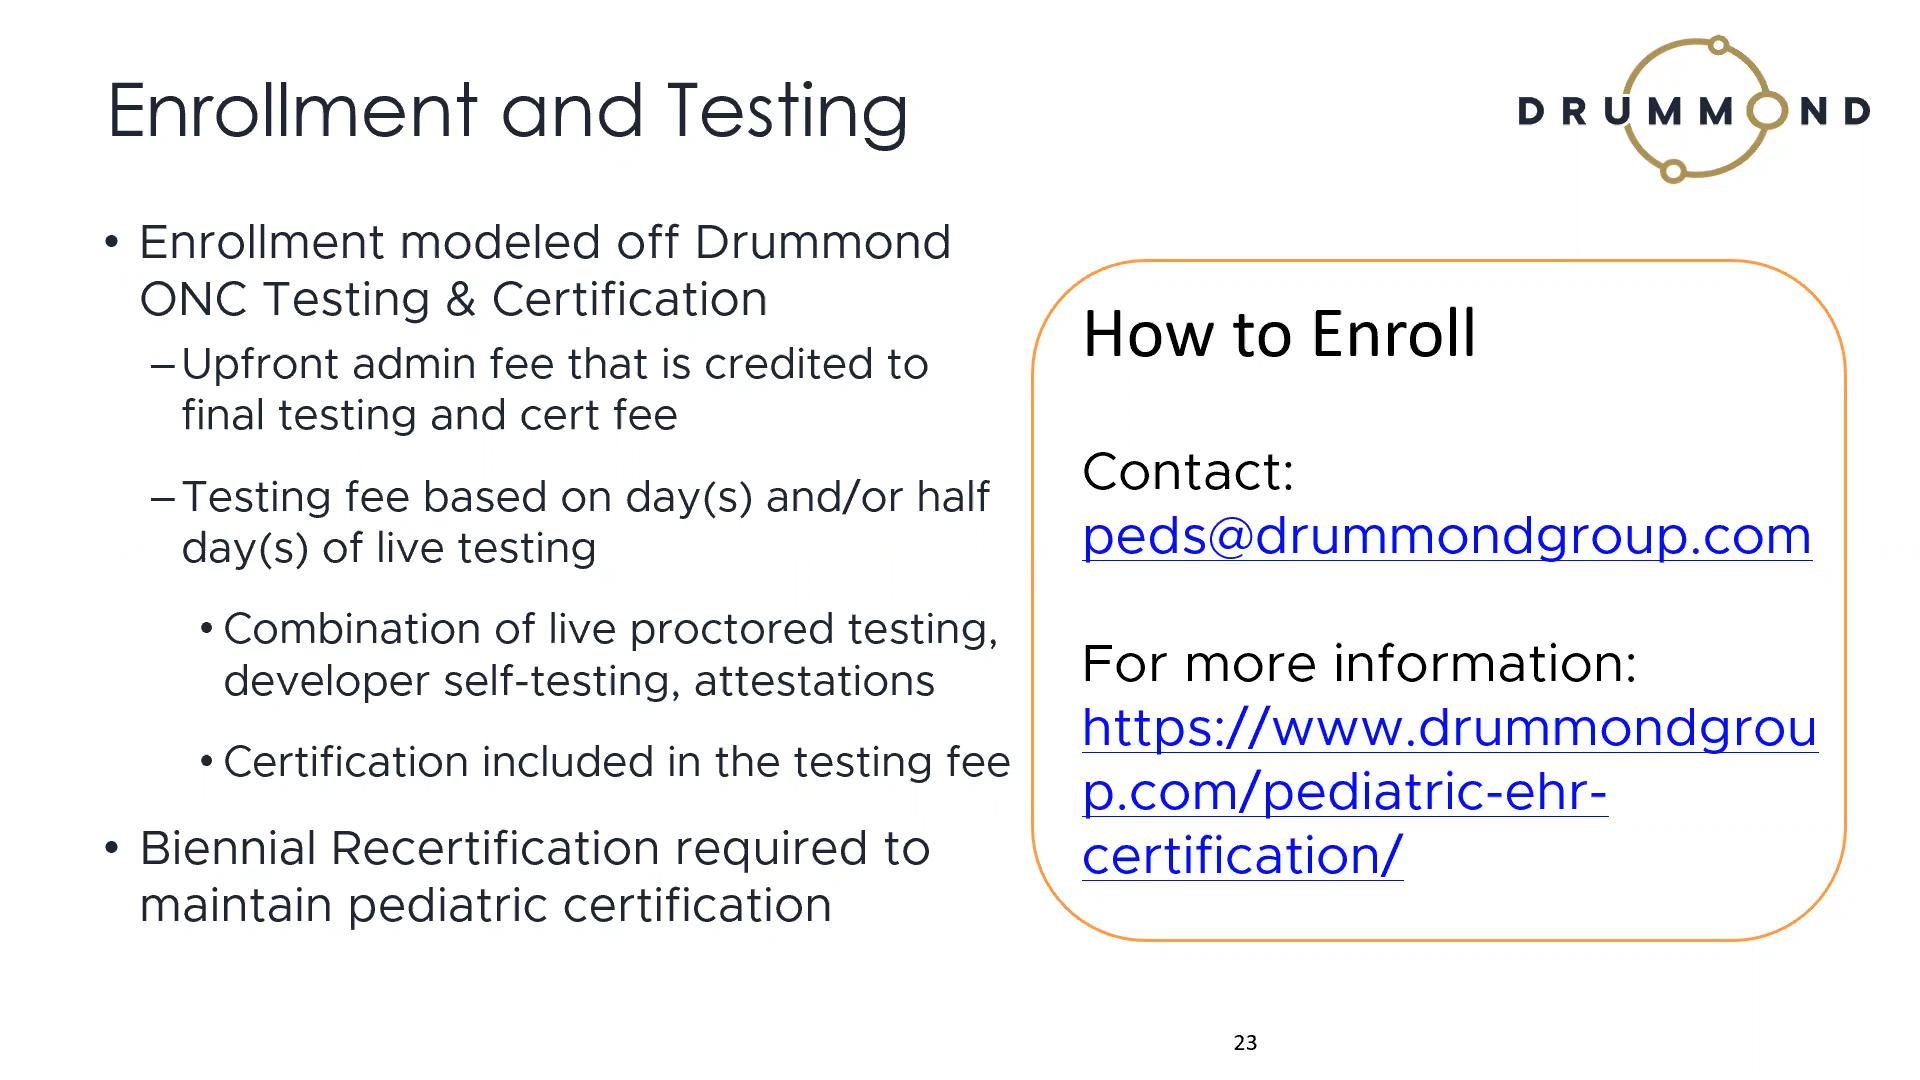 Enrollment and Testing
DRUMMOND
• Enrollment modeled off Drummond
ONC Testing & Certification
–Upfront admin fee that is credited to
final testing and cert fee
–Testing fee based on day(s) and/or half
day(s) of live testing
• Combination of live proctored testing,
developer self-testing, attestations
• Certification included in the testing fee
• Biennial Recertification required to
maintain pediatric certification
How to Enroll
Contact:
peds@drummondgroup.com
For more information:
https://www.drummondgrou
p.com/pediatric-ehr-
certification/
23